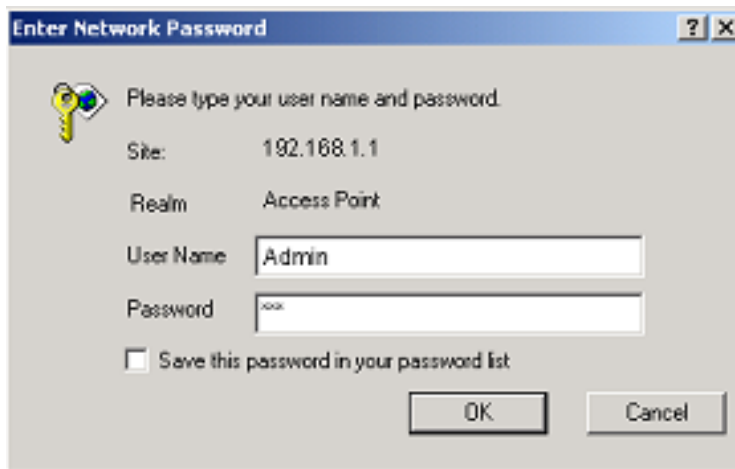 Enter Network Password
Please type your user name and password.
Site: 192.168.1.1
Realm Access Point
User Name Admin
Password ***
Save this password in your password list
OK Cancel